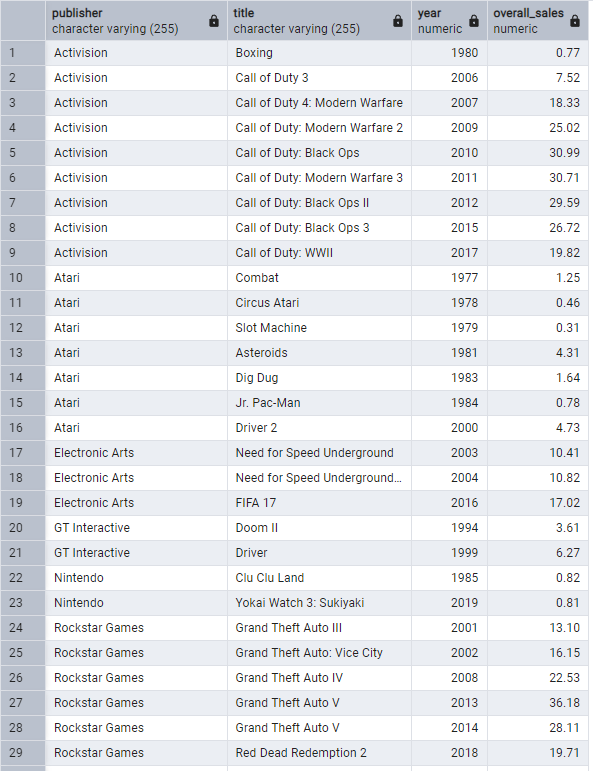 publisher title year overall_sales
character varying (255) character varying (255) numeric numeric
1 Activision Boxing 1980 0.77
2 Activision Call of Duty 3 2006 7.52
3 Activision Call of Duty 4: Modern Warfare 2007 18.33
4 Activision Call of Duty: Modern Warfare 2 2009 25.02
5 Activision Call of Duty: Black Ops 2010 30.99
6 Activision Call of Duty: Modern Warfare 3 2011 30.71
7 Activision Call of Duty: Black Ops II 2012 29.59
8 Activision Call of Duty: Black Ops 3 2015 26.72
9 Activision Call of Duty: WWII 2017 19.82
10 Atari Combat 1977 1.25
11 Atari Circus Atari 1978 0.46
12 Atari Slot Machine 1979 0.31
13 Atari Asteroids 1981 4.31
14 Atari Dig Dug 1983 1.64
15 Atari Jr. Pac-Man 1984 0.78
16 Atari Driver 2 2000 4.73
17 Electronic Arts Need for Speed Underground 2003 10.41
18 Electronic Arts Need for Speed Underground... 2004 10.82
19 Electronic Arts FIFA 17 2016 17.02
20 GT Interactive Doom II 1994 3.61
21 GT Interactive Driver 1999 6.27
22 Nintendo Clu Clu Land 1985 0.82
23 Nintendo Yokai Watch 3: Sukiyaki 2019 0.81
24 Rockstar Games Grand Theft Auto III 2001 13.10
25 Rockstar Games Grand Theft Auto: Vice City 2002 16.15
26 Rockstar Games Grand Theft Auto IV 2008 22.53
27 Rockstar Games Grand Theft Auto V 2013 36.18
28 Rockstar Games Grand Theft Auto V 2014 28.11
29 Rockstar Games Red Dead Redemption 2 2018 19.71